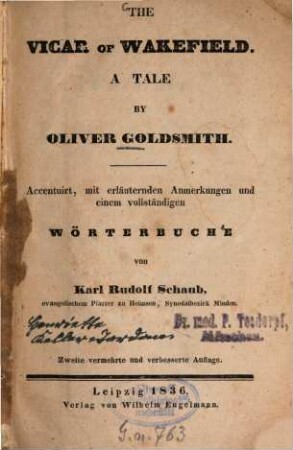 THE
VICAR OF WAKEFIELD.
A TALE
BY
OLIVER GOLDSMITH.
Accentuirt, mit erläuternden Anmerkungen und
einem vollständigen
WÖRTERBUCHE
von
Karl Rudolf Schaub,
evangelischem Pfarrer zu Heimsen, Synodalbezirk Minden.
Henriette
Dr. med. P.
München.
Zweite vermehrte und verbesserte Auflage.
Leipzig 1836.
Verlag von Wilhelm Engelmann.
G. n. 763